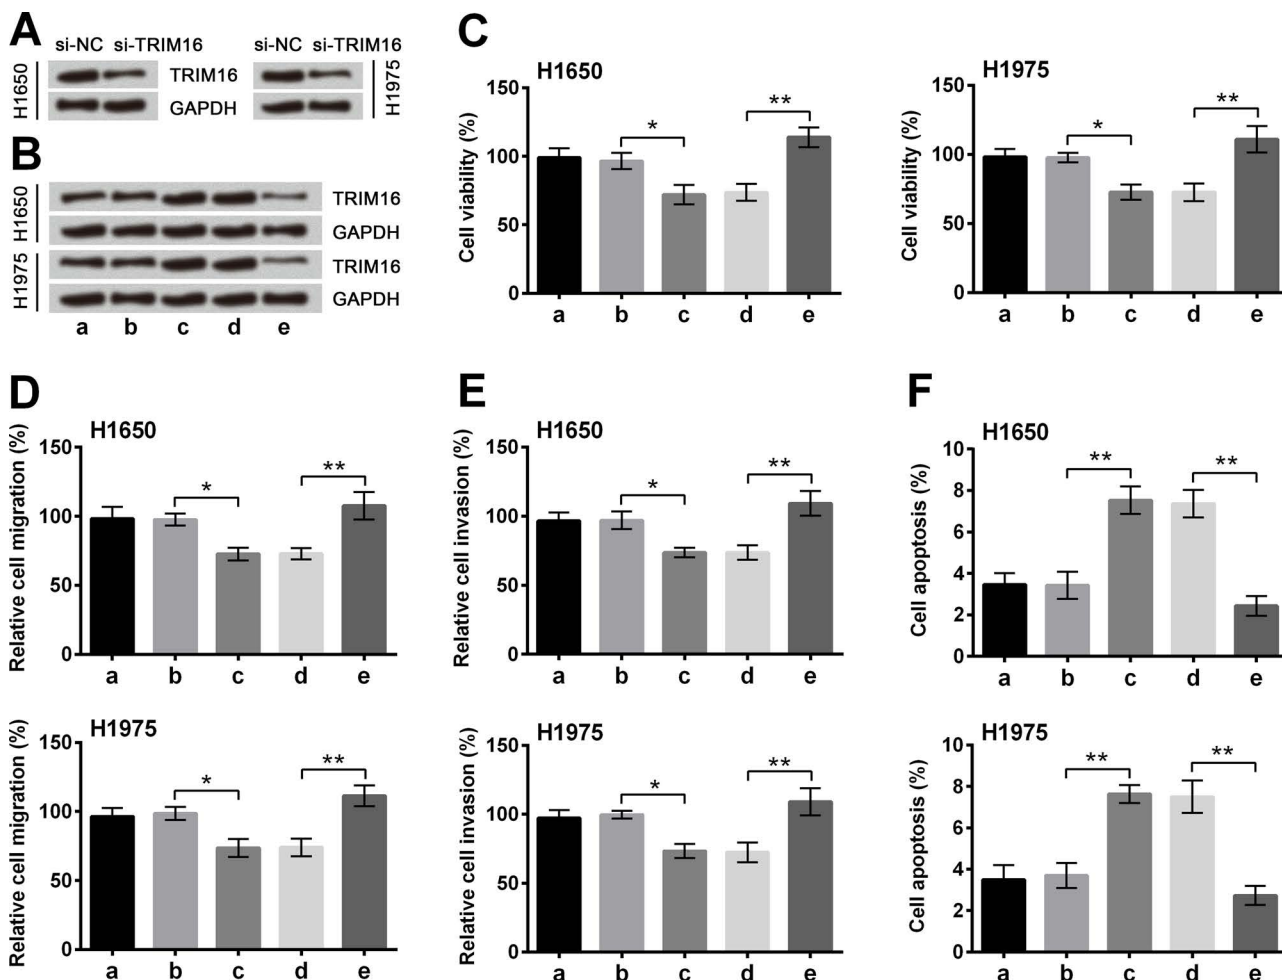 A
si-NC si-TRIM16 si-NC si-TRIM16
H1650 TRIM16 H1975
GAPDH
B
H1650 TRIM16
GAPDH
H1975 TRIM16
GAPDH
a b c d e
C
H1650
Cell viability (%)
150
100
50
0
* **
a b c d e
H1975
Cell viability (%)
150
100
50
0
* **
a b c d e
D
H1650
Relative cell migration (%)
150
100
50
0
* **
a b c d e
H1975
Relative cell migration (%)
150
100
50
0
* **
a b c d e
E
H1650
Relative cell invasion (%)
150
100
50
0
* **
a b c d e
H1975
Relative cell invasion (%)
150
100
50
0
* **
a b c d e
F
H1650
Cell apoptosis (%)
10
8
6
4
2
0
** **
a b c d e
H1975
Cell apoptosis (%)
10
8
6
4
2
0
** **
a b c d e